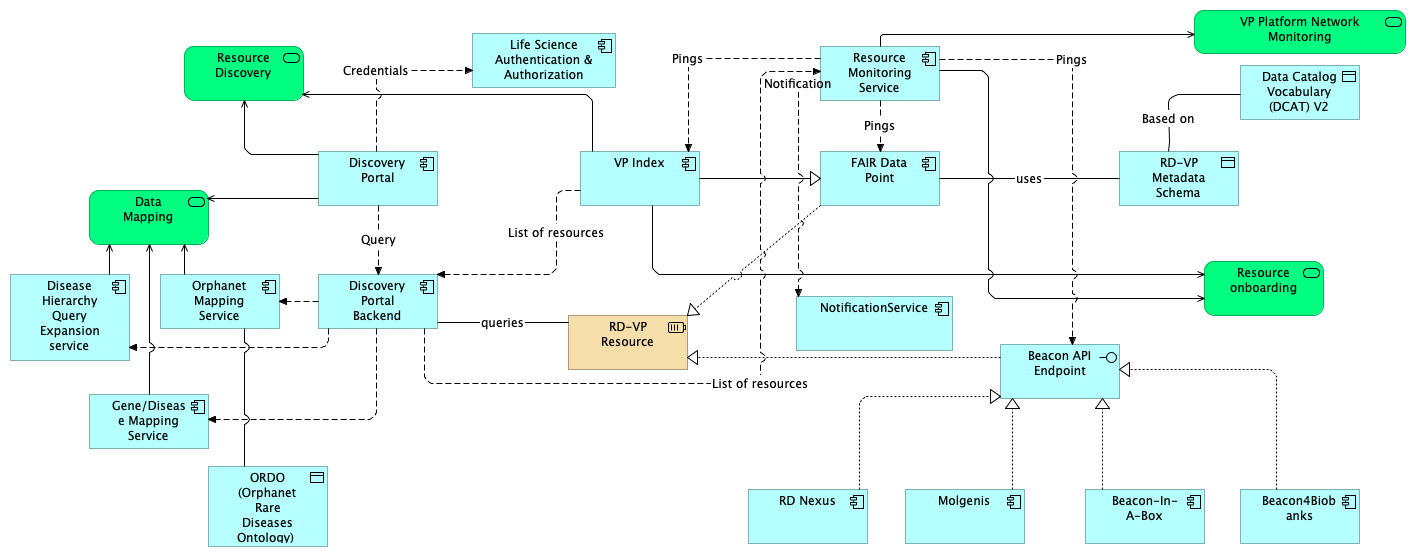 VP Platform Network
Monitoring
Life Science
Authentication &
Authorization
Resource
Discovery
Credentials
Pings
Resource
Monitoring
Service
Pings
Notification
Data Catalog
Vocabulary
(DCAT) V2
Based on
Pings
Discovery
Portal
VP Index
FAIR Data
Point
uses
RD-VP
Metadata
Schema
Data
Mapping
Query
List of resources
Disease
Hierarchy
Query
Expansion
service
Orphanet
Mapping
Service
Discovery
Portal
Backend
queries
RD-VP
Resource
NotificationService
Resource
onboarding
Beacon API
Endpoint
List of resources
Gene/Diseas
e Mapping
Service
ORDO
(Orphanet
Rare
Diseases
Ontology)
RD Nexus
Molgenis
Beacon-In-
A-Box
Beacon4Biob
anks